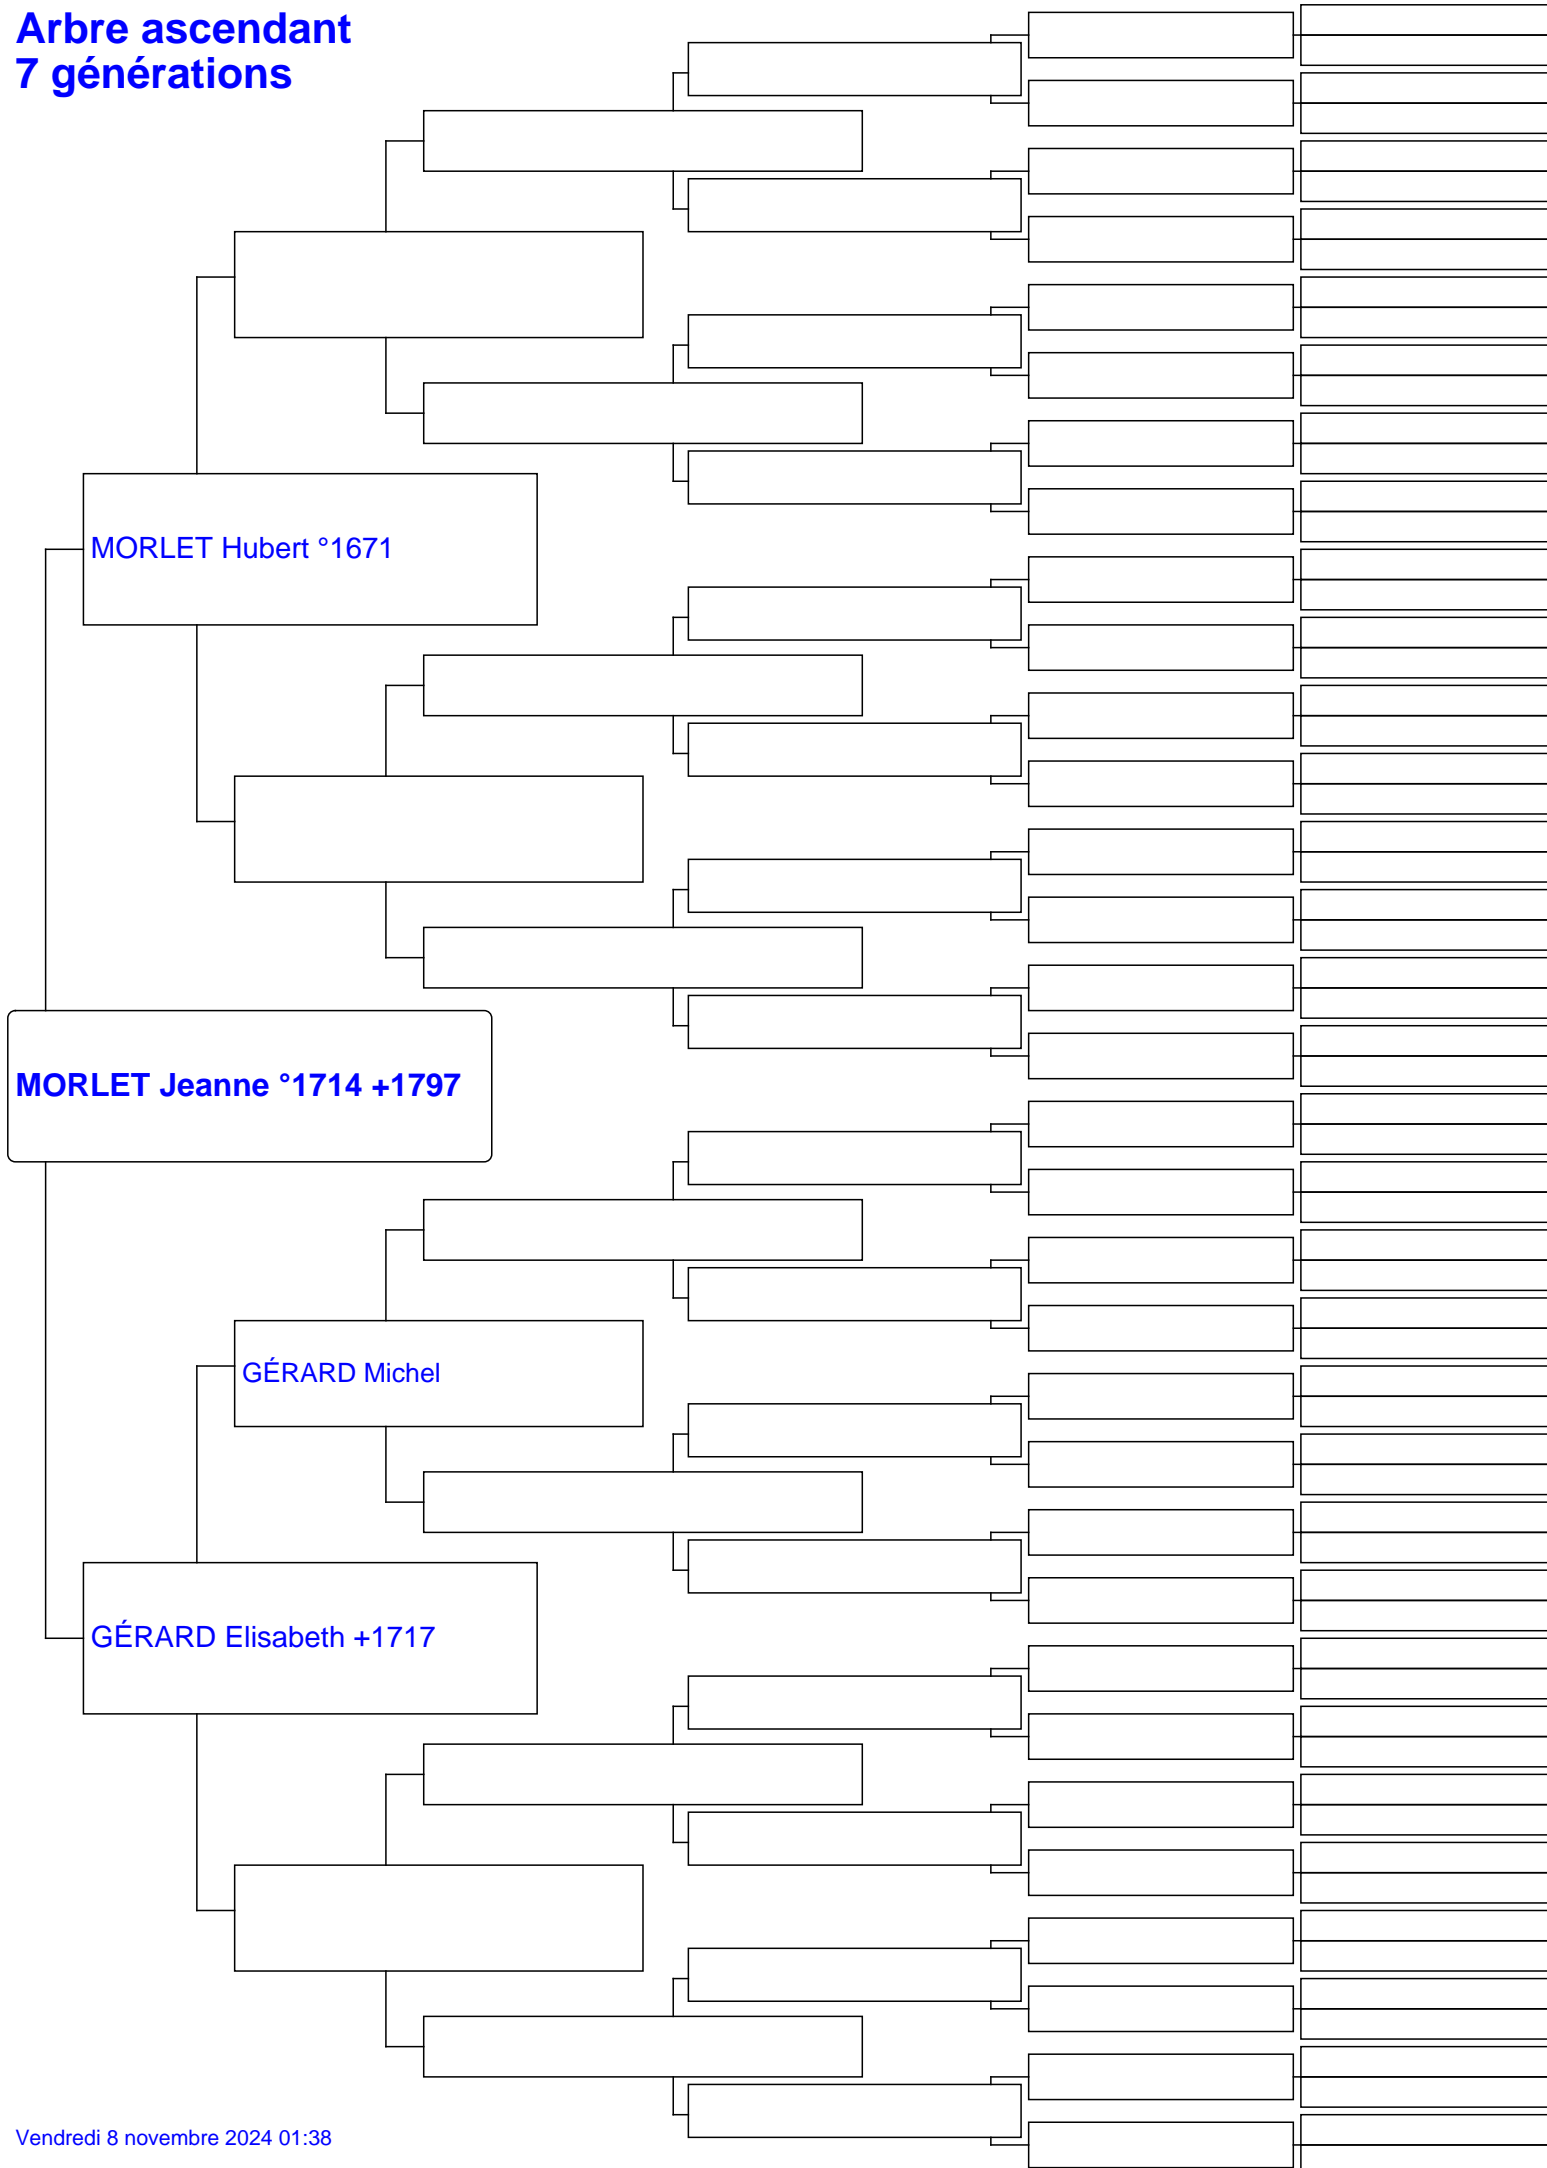 Arbre ascendant
7 générations
MORLET Hubert °1671
MORLET Jeanne °1714 +1797
GÉRARD Michel
GÉRARD Elisabeth +1717
Vendredi 8 novembre 2024 01:38